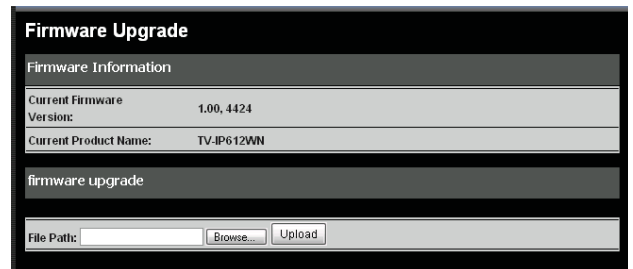 Firmware Upgrade
Firmware Information
Current Firmware
Version: 1.00, 4424
Current Product Name: TV-IP612WN
firmware upgrade
File Path: Browse... Upload